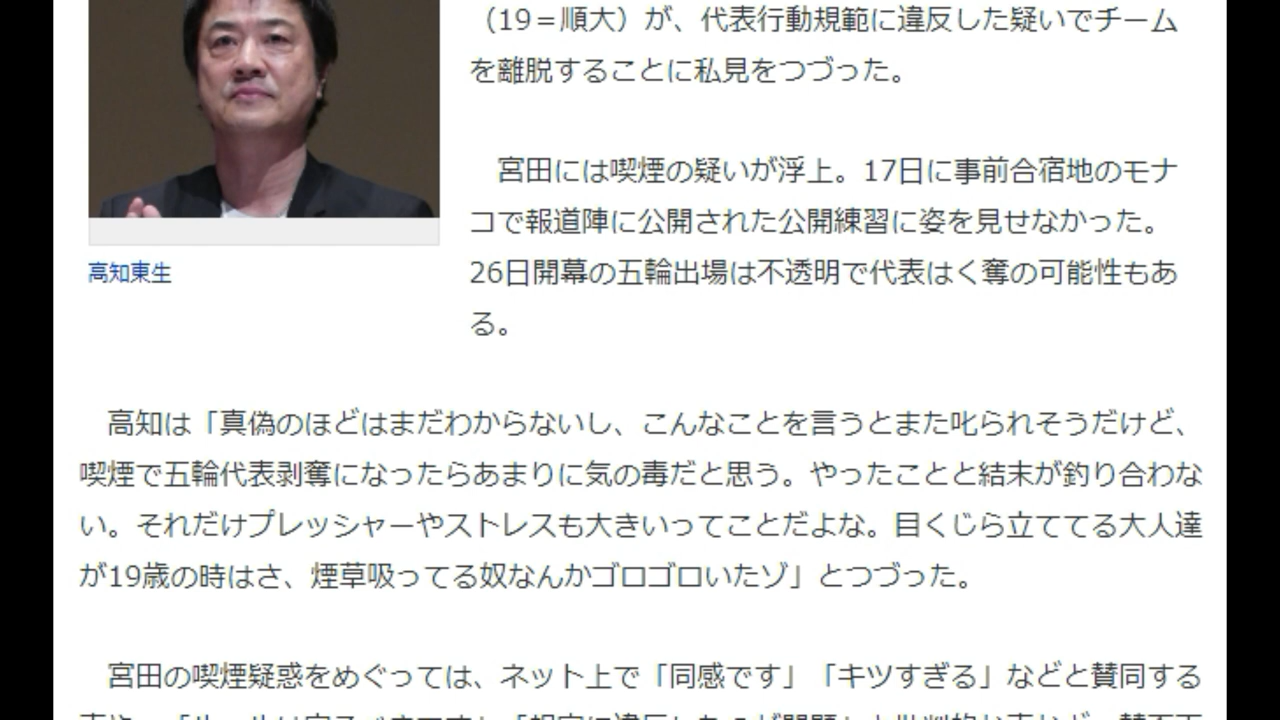 （19＝順大）が、代表行動規範に違反した疑いでチーム
を離脱することに私見をつづった。
宮田には喫煙の疑いが浮上。17日に事前合宿地のモナ
コで報道陣に公開された公開練習に姿を見せなかった。
26日開幕の五輪出場は不透明で代表はく奪の可能性もあ
る。
高知東生
高知は「真偽のほどはまだわからないし、こんなことを言うとまた叱られそうだけど、
喫煙で五輪代表剥奪になったらあまりに気の毒だと思う。やったことと結末が釣り合わな
い。それだけプレッシャーやストレスも大きいってことだよな。目くじら立ててる大人達
が19歳の時はさ、煙草吸ってる奴なんかゴロゴロいたゾ」とつづった。
宮田の喫煙疑惑をめぐっては、ネット上で「同感です」「キツすぎる」などと賛同する